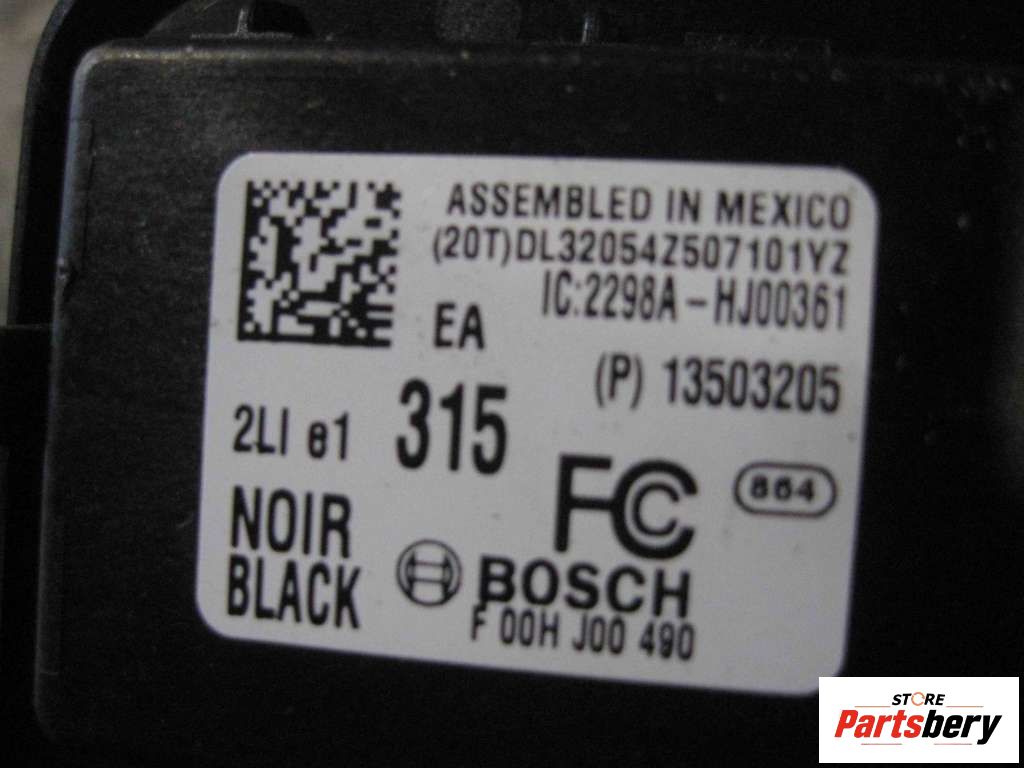 ASSEMBLED IN MEXICO
(20T)DL32054Z507101YZ
IC:2298A-HJ00361
EA
(P) 13503205
2LI e1
315
FC
664
NOIR
BLACK
BOSCH
F 00H J00 490
STORE
Partsbery